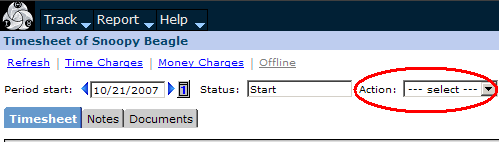 Track Report Help
Timesheet of Snoopy Beagle
Refresh | Time Charges | Money Charges | Offline
Period start: 10/21/2007 Status: Start Action: --- select ---
Timesheet Notes Documents